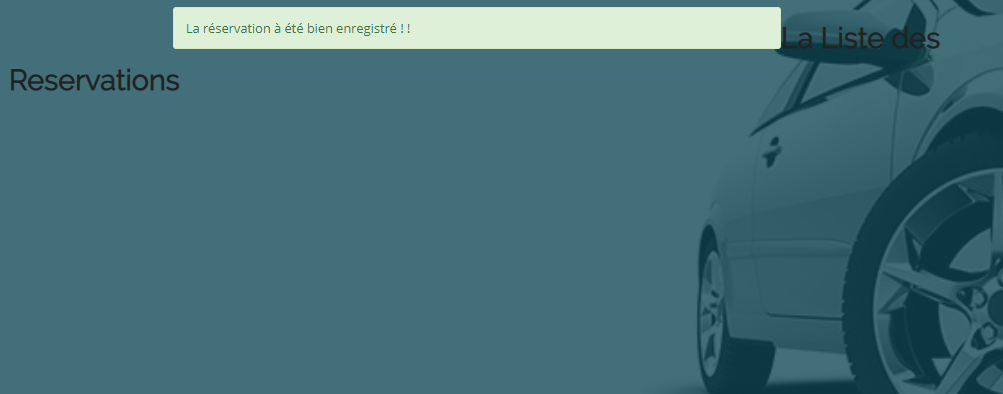 La réservation à été bien enregistré ! !
La Liste des
Reservations